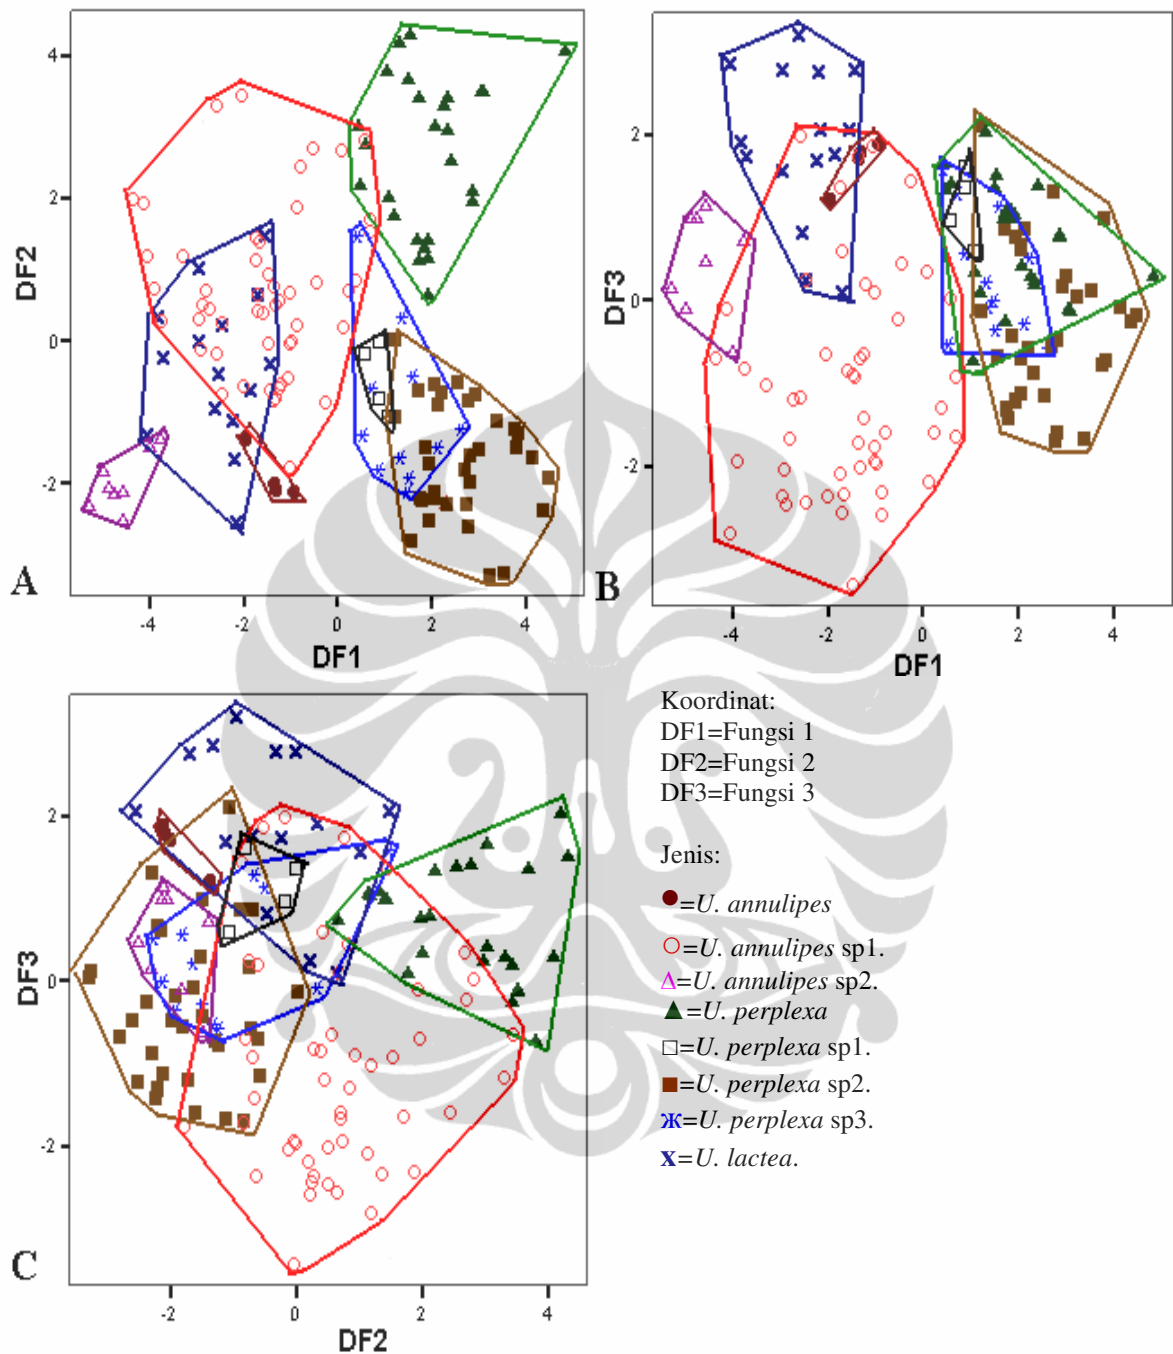 4
2
0
-2
DF2
A
-4
-2
0
2
4
DF1
2
0
-2
DF3
B
-4
-2
0
2
4
DF1
2
0
-2
DF3
C
-2
0
2
4
DF2
Koordinat:
DF1=Fungsi 1
DF2=Fungsi 2
DF3=Fungsi 3
Jenis:
=U. annulipes
=U. annulipes sp1.
=U. annulipes sp2.
=U. perplexa
=U. perplexa sp1.
=U. perplexa sp2.
ж=U. perplexa sp3.
x=U. lactea.